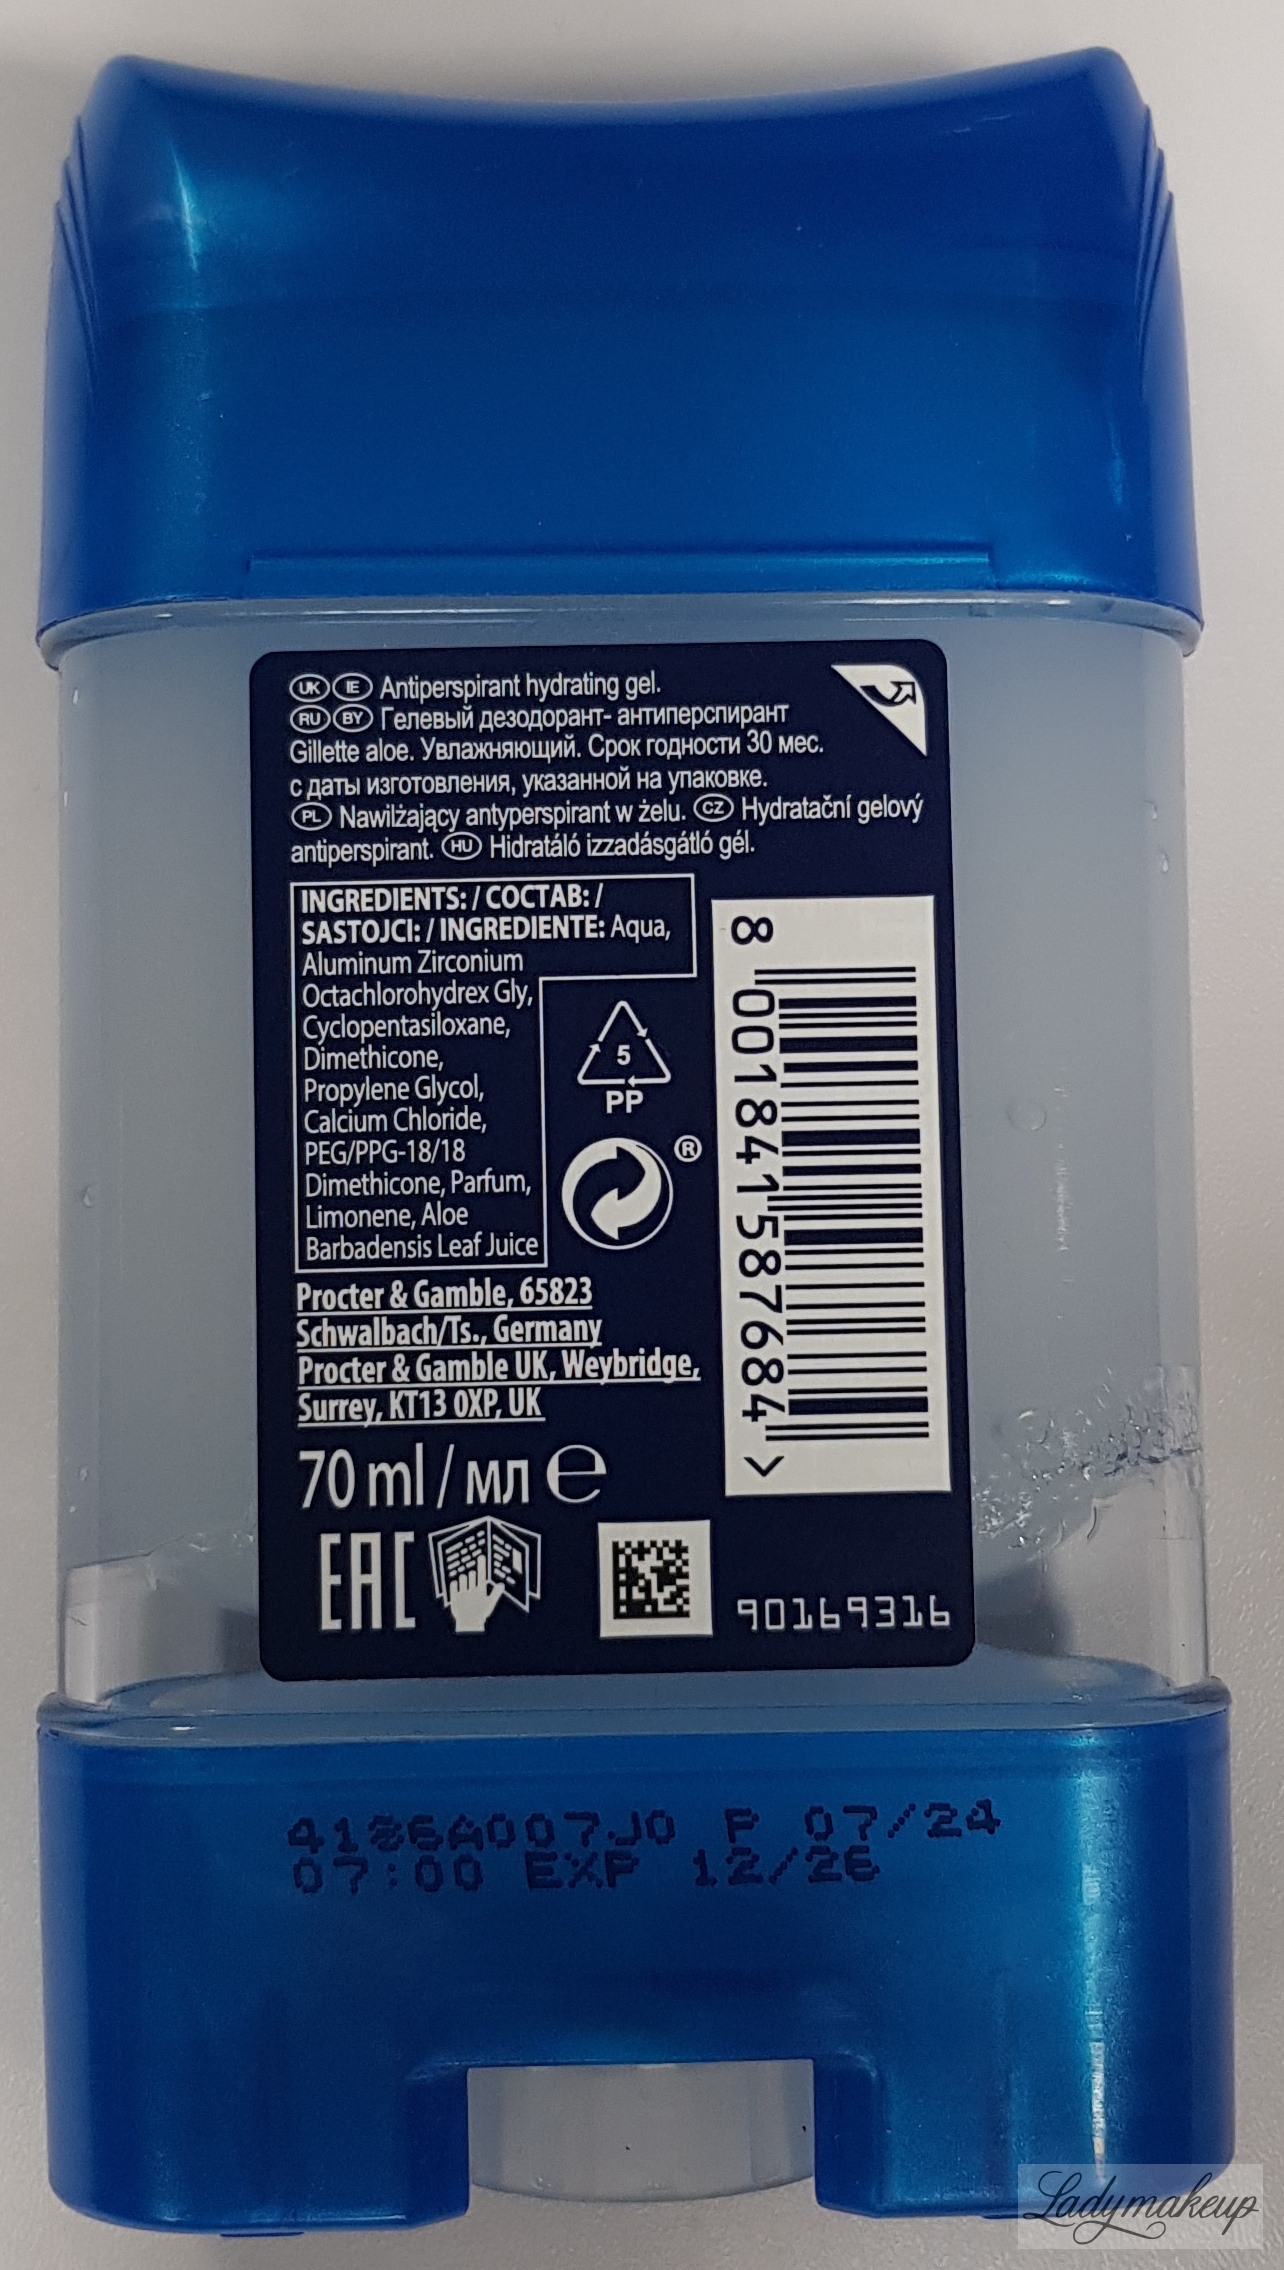 UK IE Antiperspirant hydrating gel.
RU BY Гелевый дезодорант- антиперспирант
Gillette aloe. Увлажняющий. Срок годности 30 мес.
с даты изготовления, указанной на упаковке.
PL Nawilżający antyperspirant w żelu. CZ Hydratační gelový
antiperspirant. HU Hidratáló izzadásgátló gél.
INGREDIENTS: / СОСТАВ: /
SASTOJCI: / INGREDIENTE: Aqua,
Aluminum Zirconium
Octachlorohydrex Gly,
Cyclopentasiloxane,
Dimethicone,
Propylene Glycol,
Calcium Chloride,
PEG/PPG-18/18
Dimethicone, Parfum,
Limonene, Aloe
Barbadensis Leaf Juice
5
PP
®
8 001841 587684 >
Procter & Gamble, 65823
Schwalbach/Ts., Germany
Procter & Gamble UK, Weybridge,
Surrey, KT13 0XP, UK
70 ml / мл e
EAC
90169316
4186A007J0 P 07/24
07:00 EXP 12/26
Ladymakeup